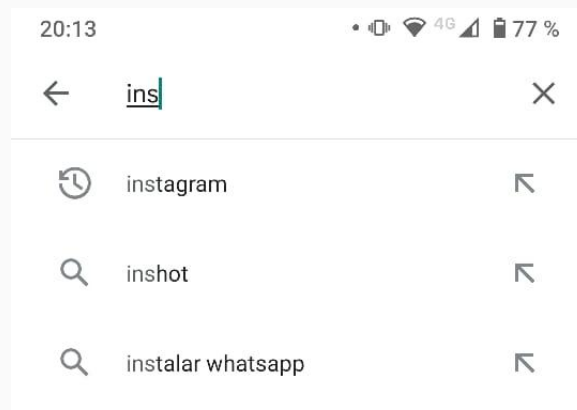 20:13 4G 77 %
ins
instagram
inshot
instalar whatsapp